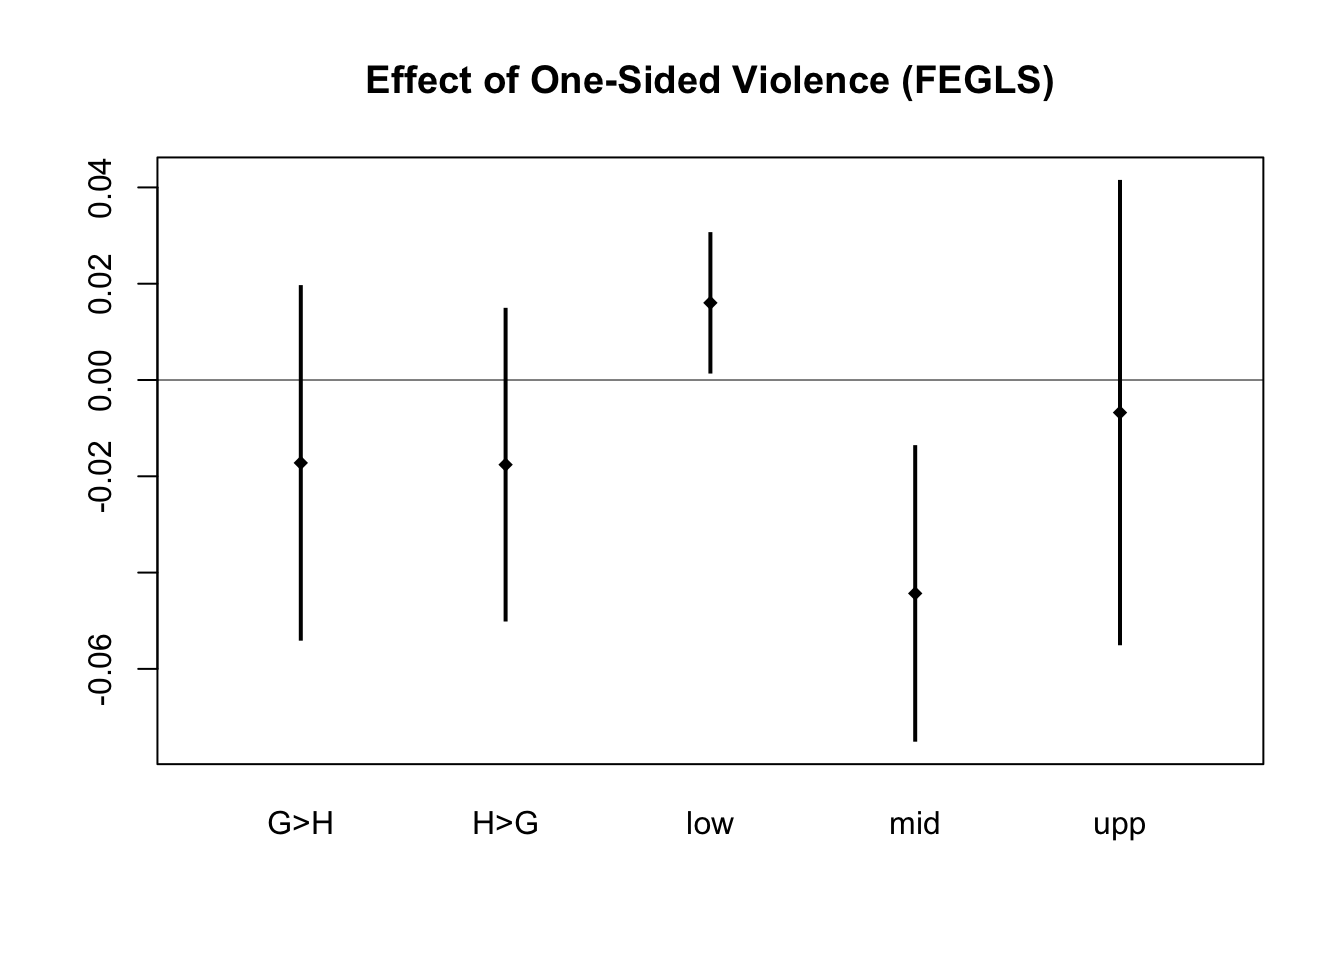 Effect of One-Sided Violence (FEGLS)
0.04
0.02
0.00
-0.02
-0.06
G>H H>G low mid upp